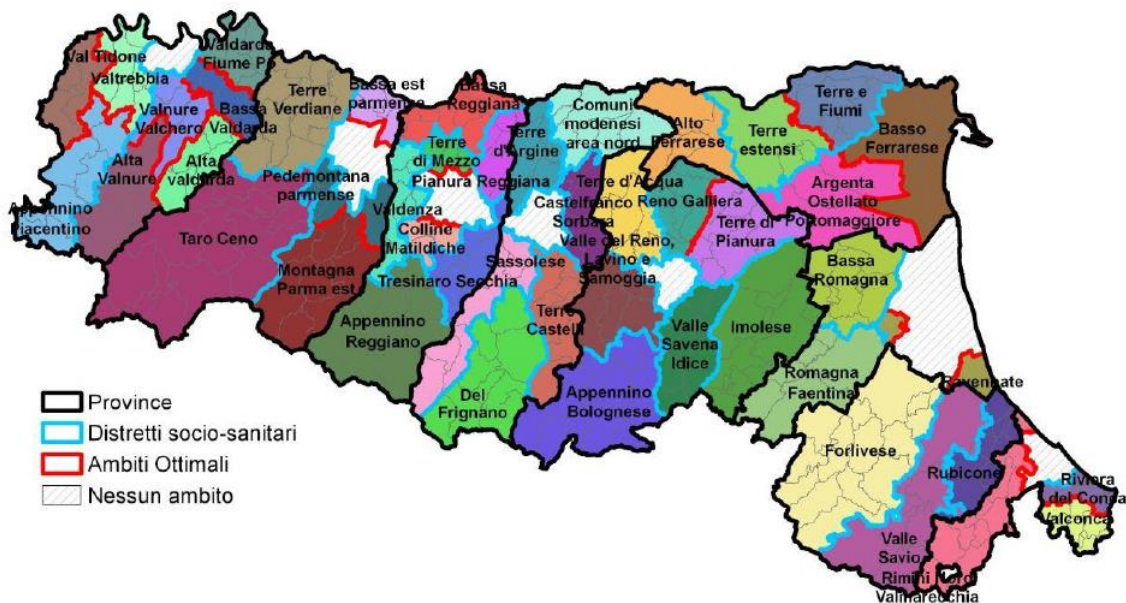 Val Tidone
Valtrebbia
Valdarda
Fiume P
Valnure
Valchero
Bassa
Valdarda
Alta
Valnure
Alta
valdarda
Appennino
Piacentino
Terre
Verdiane
Bassa est
parmense
Pedemontana
parmense
Taro Ceno
Montagna
Parma est
Bassa
Reggiana
Terre
di Mezzo
Pianura Reggiana
Valdenza
Colline
Matildiche
Tresinaro Secchia
Appennino
Reggiano
Terre
d'Argine
Comuni
modenesi
area nord
Castelfranco
Sorbara
Sassolese
Terre
Castelli
Del
Frignano
Terre d'Acqua
Reno Galliera
Valle del Reno,
Lavino e
Samoggia
Terre di
Pianura
Appennino
Bolognese
Valle
Savena
Idice
Imolese
Alto
Ferrarese
Terre
estensi
Terre e
Fiumi
Basso
Ferrarese
Argenta
Ostellato
Portomaggiore
Bassa
Romagna
Romagna
Faentina
Ravennate
Forlivese
Rubicone
Valle
Savio
Rimini Nord
Valmarecchia
Riviera
del Conca
Valconca
Province
Distretti socio-sanitari
Ambiti Ottimali
Nessun ambito